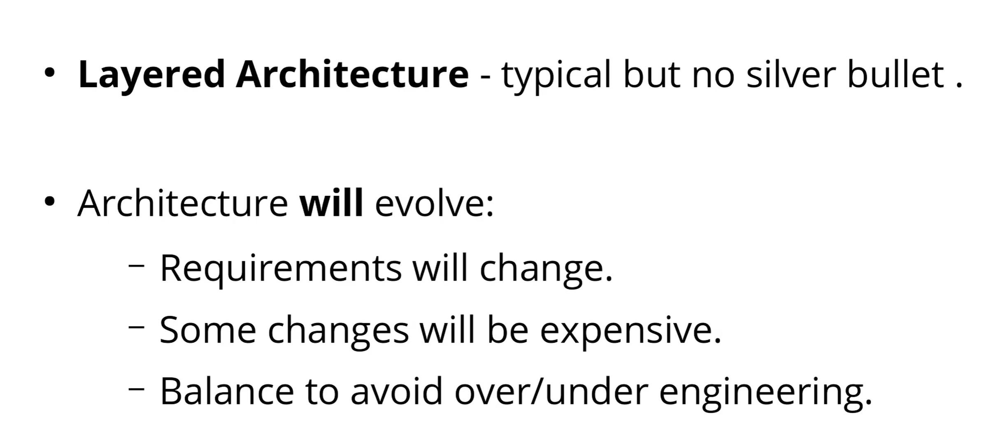 • Layered Architecture - typical but no silver bullet .
• Architecture will evolve:
– Requirements will change.
– Some changes will be expensive.
– Balance to avoid over/under engineering.